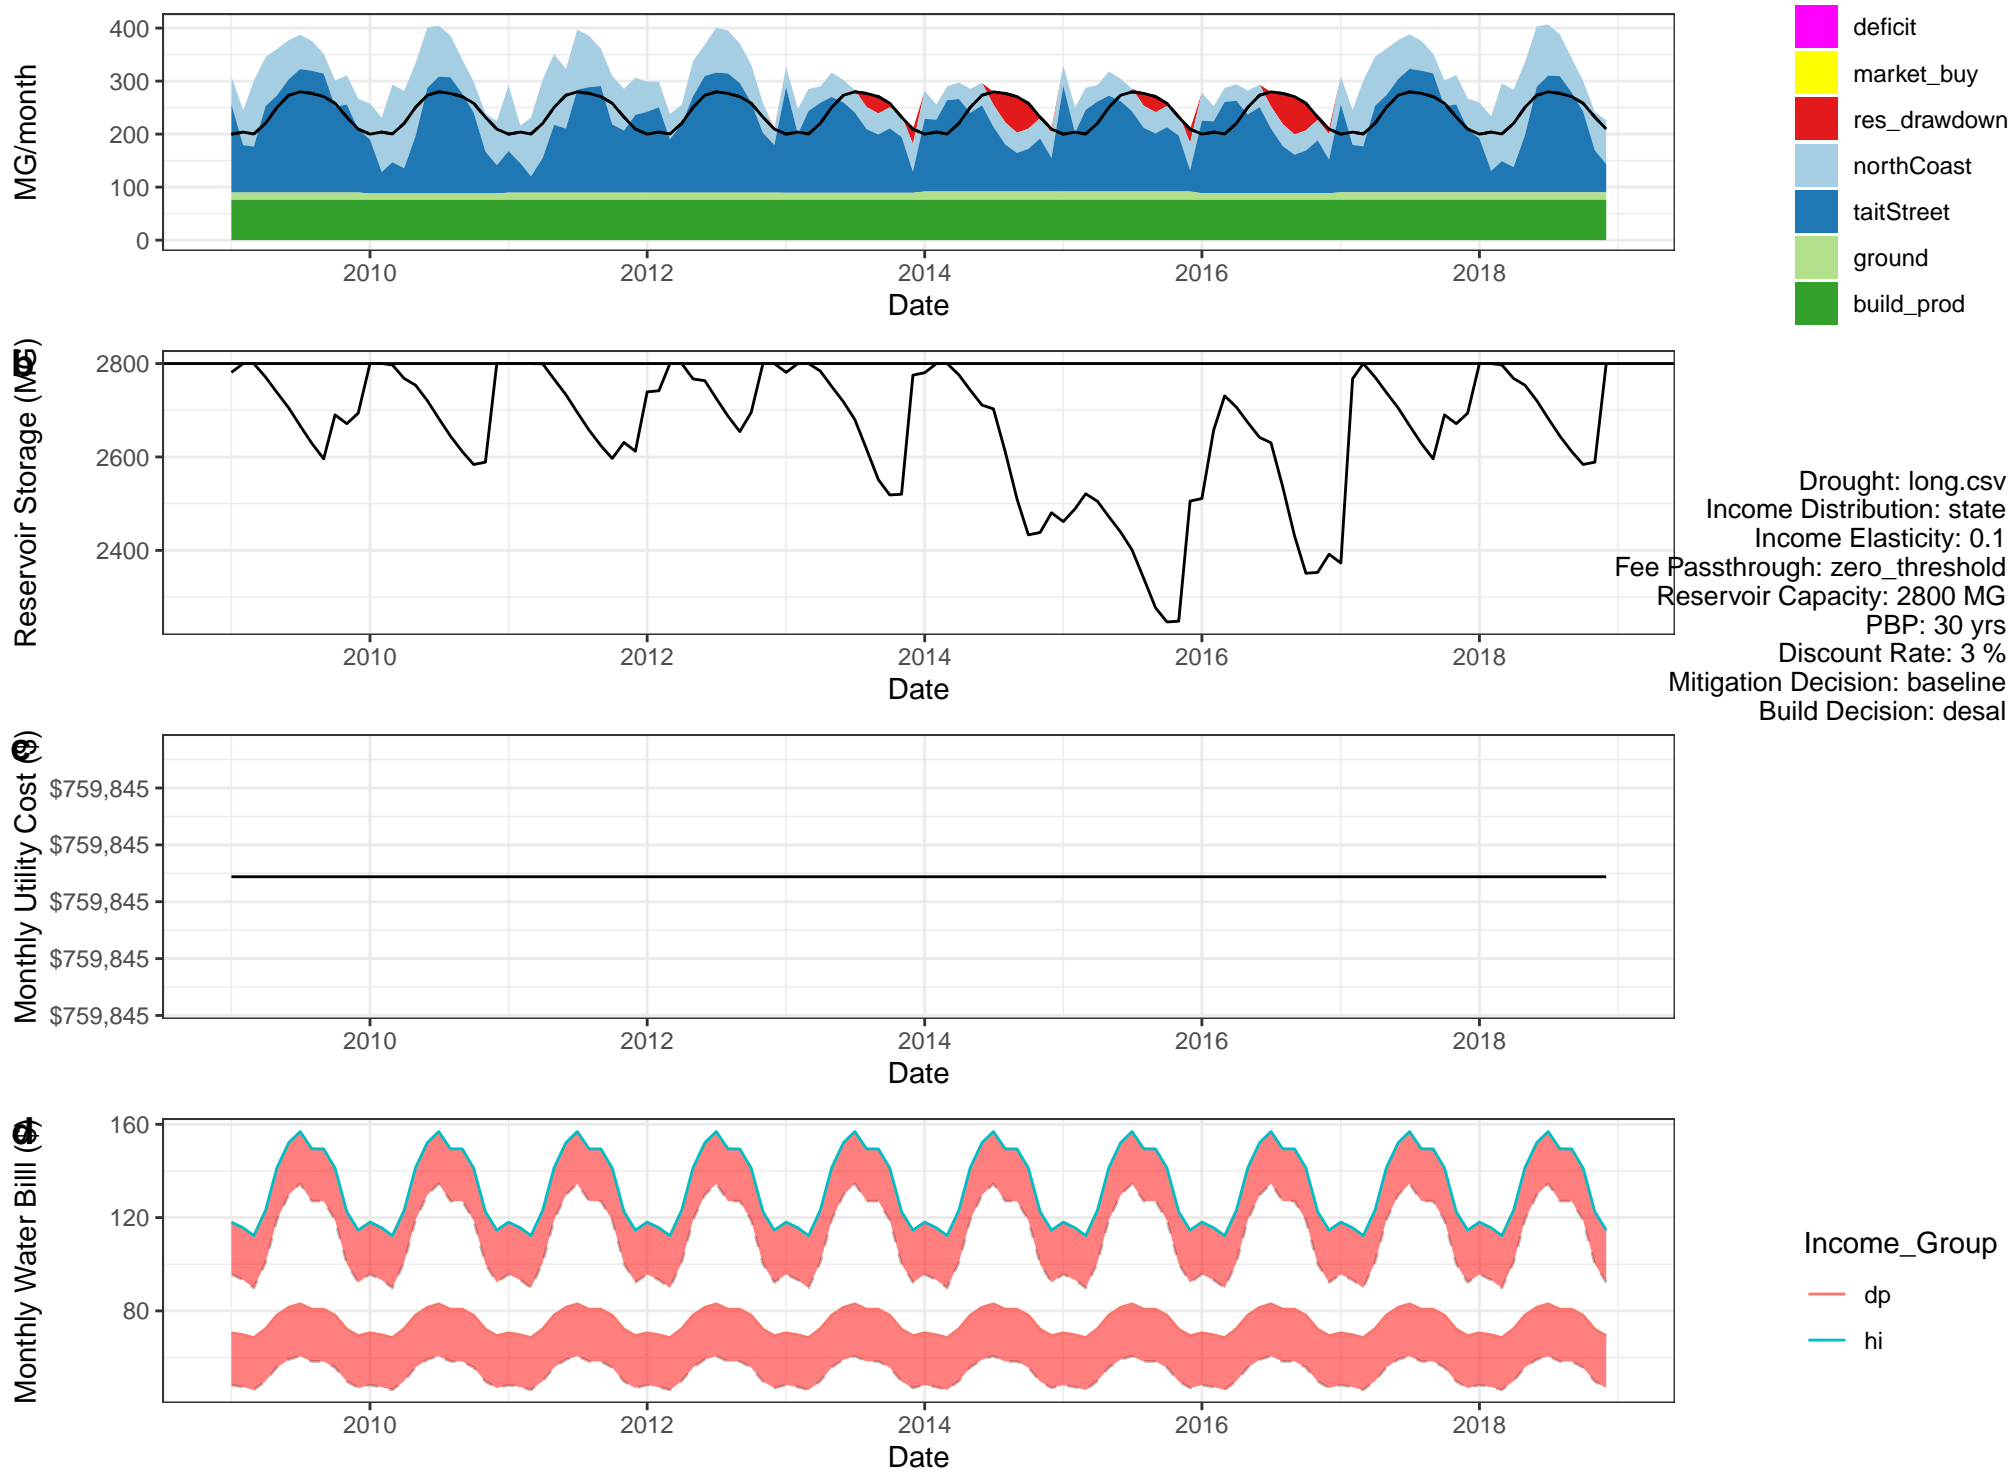 400
300
200
100
0
MG/month
2010
2012
2014
2016
2018
Date
deficit
market_buy
res_drawdown
northCoast
taitStreet
ground
build_prod
b
Reservoir Storage (MG)
2800
2600
2400
2010
2012
2014
2016
2018
Date
Drought: long.csv
Income Distribution: state
Income Elasticity: 0.1
Fee Passthrough: zero_threshold
Reservoir Capacity: 2800 MG
PBP: 30 yrs
Discount Rate: 3 %
Mitigation Decision: baseline
Build Decision: desal
c
Monthly Utility Cost ($)
$759,845
$759,845
$759,845
$759,845
$759,845
2010
2012
2014
2016
2018
Date
d
Monthly Water Bill ($)
160
120
80
2010
2012
2014
2016
2018
Date
Income_Group
dp
hi